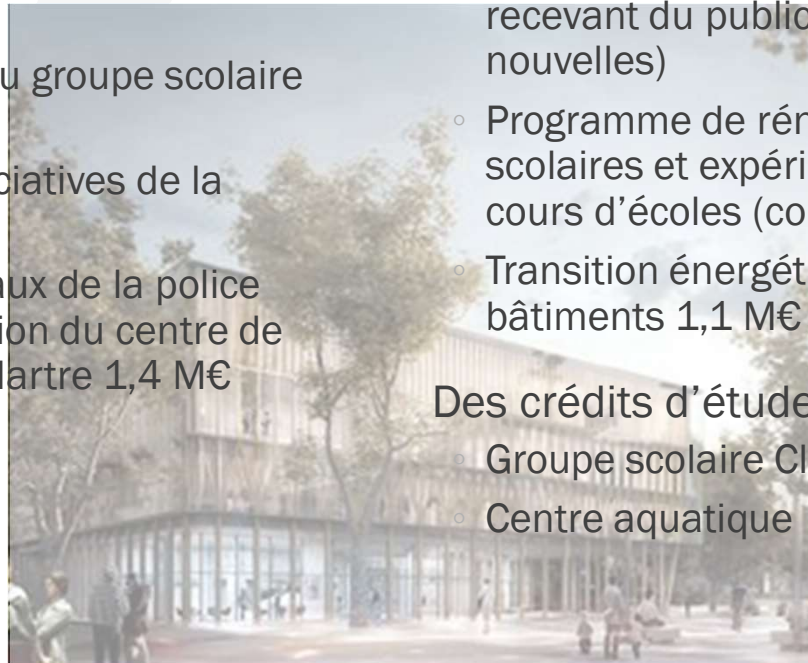 u groupe scolaire
ciatives de la
aux de la police
ion du centre de
lartre 1,4 M€
recevant du public
nouvelles)
◦ Programme de rén
scolaires et expéri
cours d’écoles (co
◦ Transition énergét
bâtiments 1,1 M€
Des crédits d’étude
◦ Groupe scolaire Cl
◦ Centre aquatique